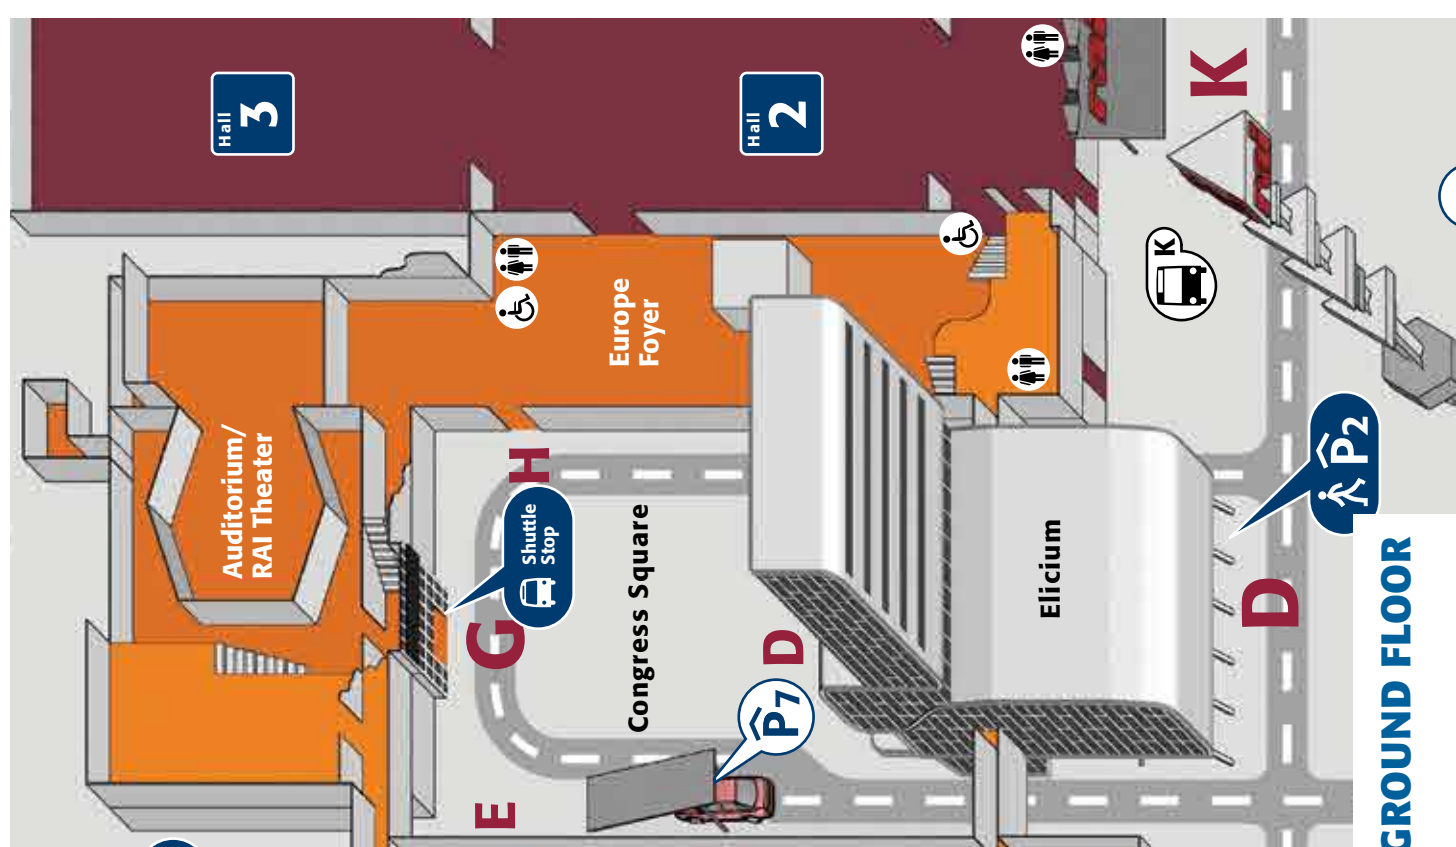 Hall
3
Hall
2
K
K
Europe
Foyer
Auditorium/
RAI Theater
H
Shuttle
Stop
G
Congress Square
D
P7
E
Elicium
D
P2
GROUND FLOOR